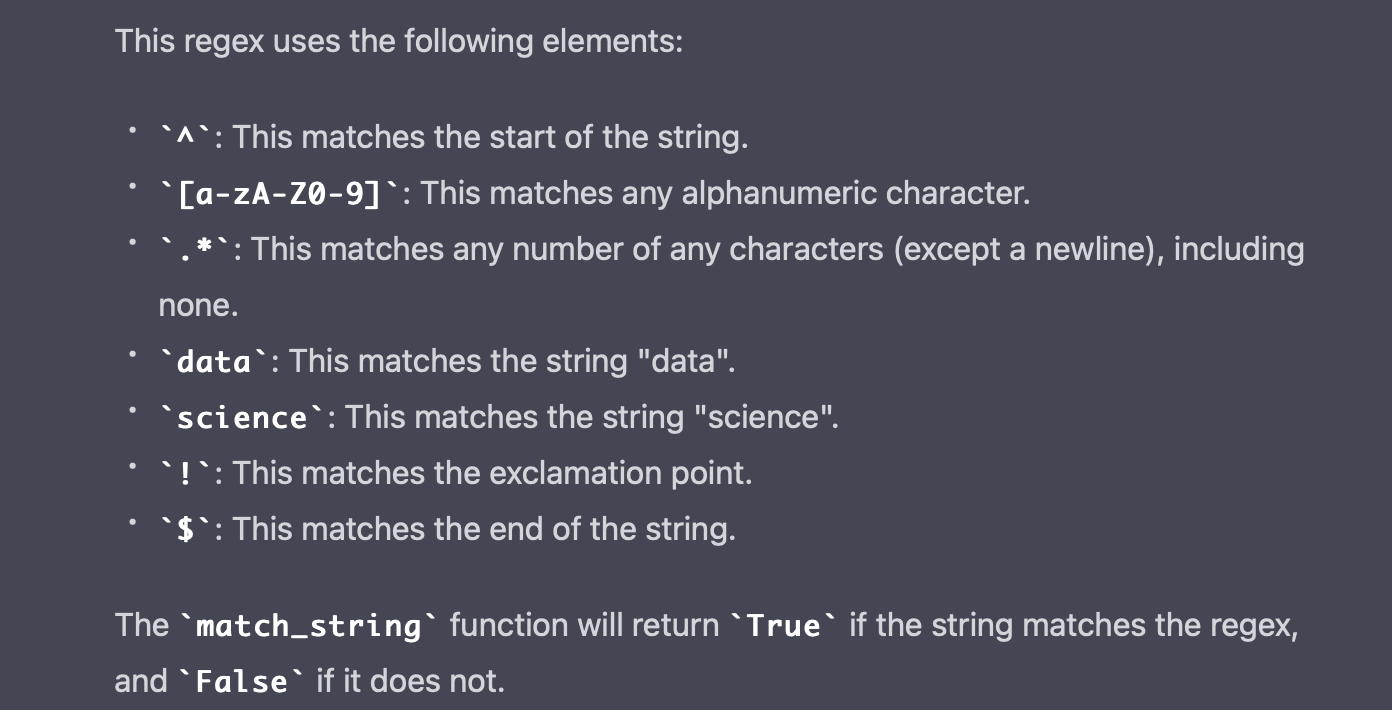 This regex uses the following elements:
• `^`: This matches the start of the string.
• `[a-zA-Z0-9]`: This matches any alphanumeric character.
• `.*`: This matches any number of any characters (except a newline), including
none.
• `data`: This matches the string "data".
• `science`: This matches the string "science".
• `!`: This matches the exclamation point.
• `$`: This matches the end of the string.
The `match_string` function will return `True` if the string matches the regex,
and `False` if it does not.